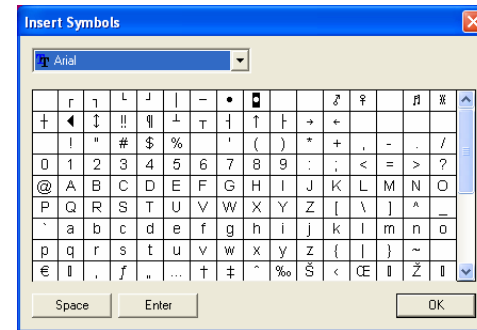 Insert Symbols
Arial
┌ ┐ └ ┘ │ ─ • ◘ ♂ ♀ ♬
┼ ◄ ↕ ‼ ¶ ┴ ┬ ┤ ↑ ├ → ←
! " # $ % ' ( ) * + , - . /
0 1 2 3 4 5 6 7 8 9 : ; < = > ?
@ A B C D E F G H I J K L M N O
P Q R S T U V W X Y Z [ \ ] ^ _
` a b c d e f g h i j k l m n o
p q r s t u v w x y z { | } ~
€ ‚ ƒ „ … † ‡ ˆ ‰ Š ‹ Œ Ž
Space Enter OK